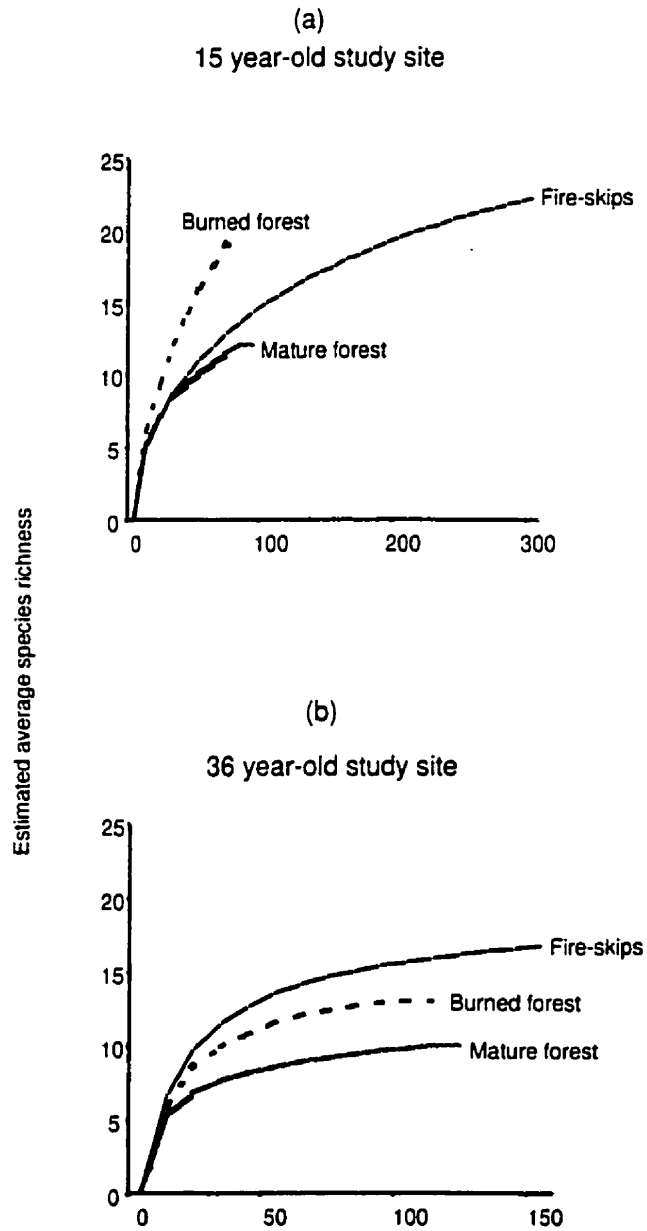 (a)
15 year-old study site
25
20
15
10
5
0
Burned forest
Fire-skips
Mature forest
0 100 200 300
Estimated average species richness
(b)
36 year-old study site
25
20
15
10
5
0
Fire-skips
Burned forest
Mature forest
0 50 100 150